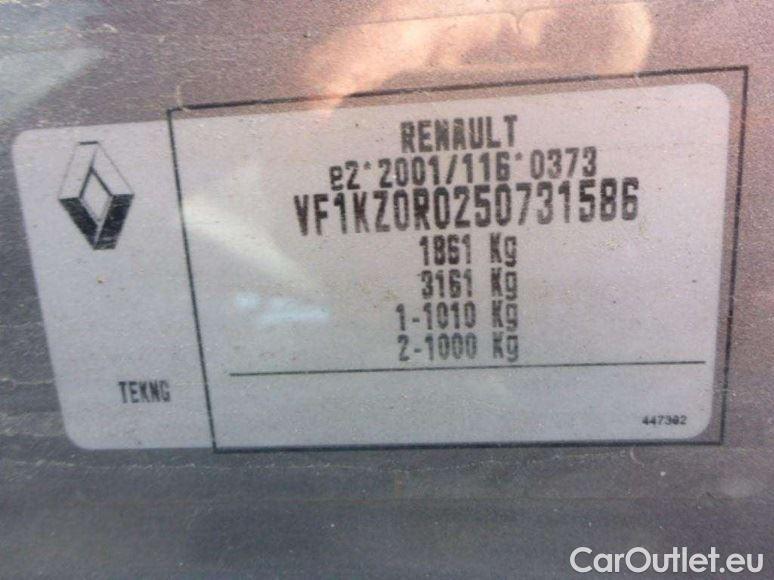 RENAULT
e2*2001/116*0373
VF1KZ0R0250731586
1861 Kg
3161 Kg
1-1010 Kg
2-1000 Kg
TEKNG
447302
CarOutlet.eu